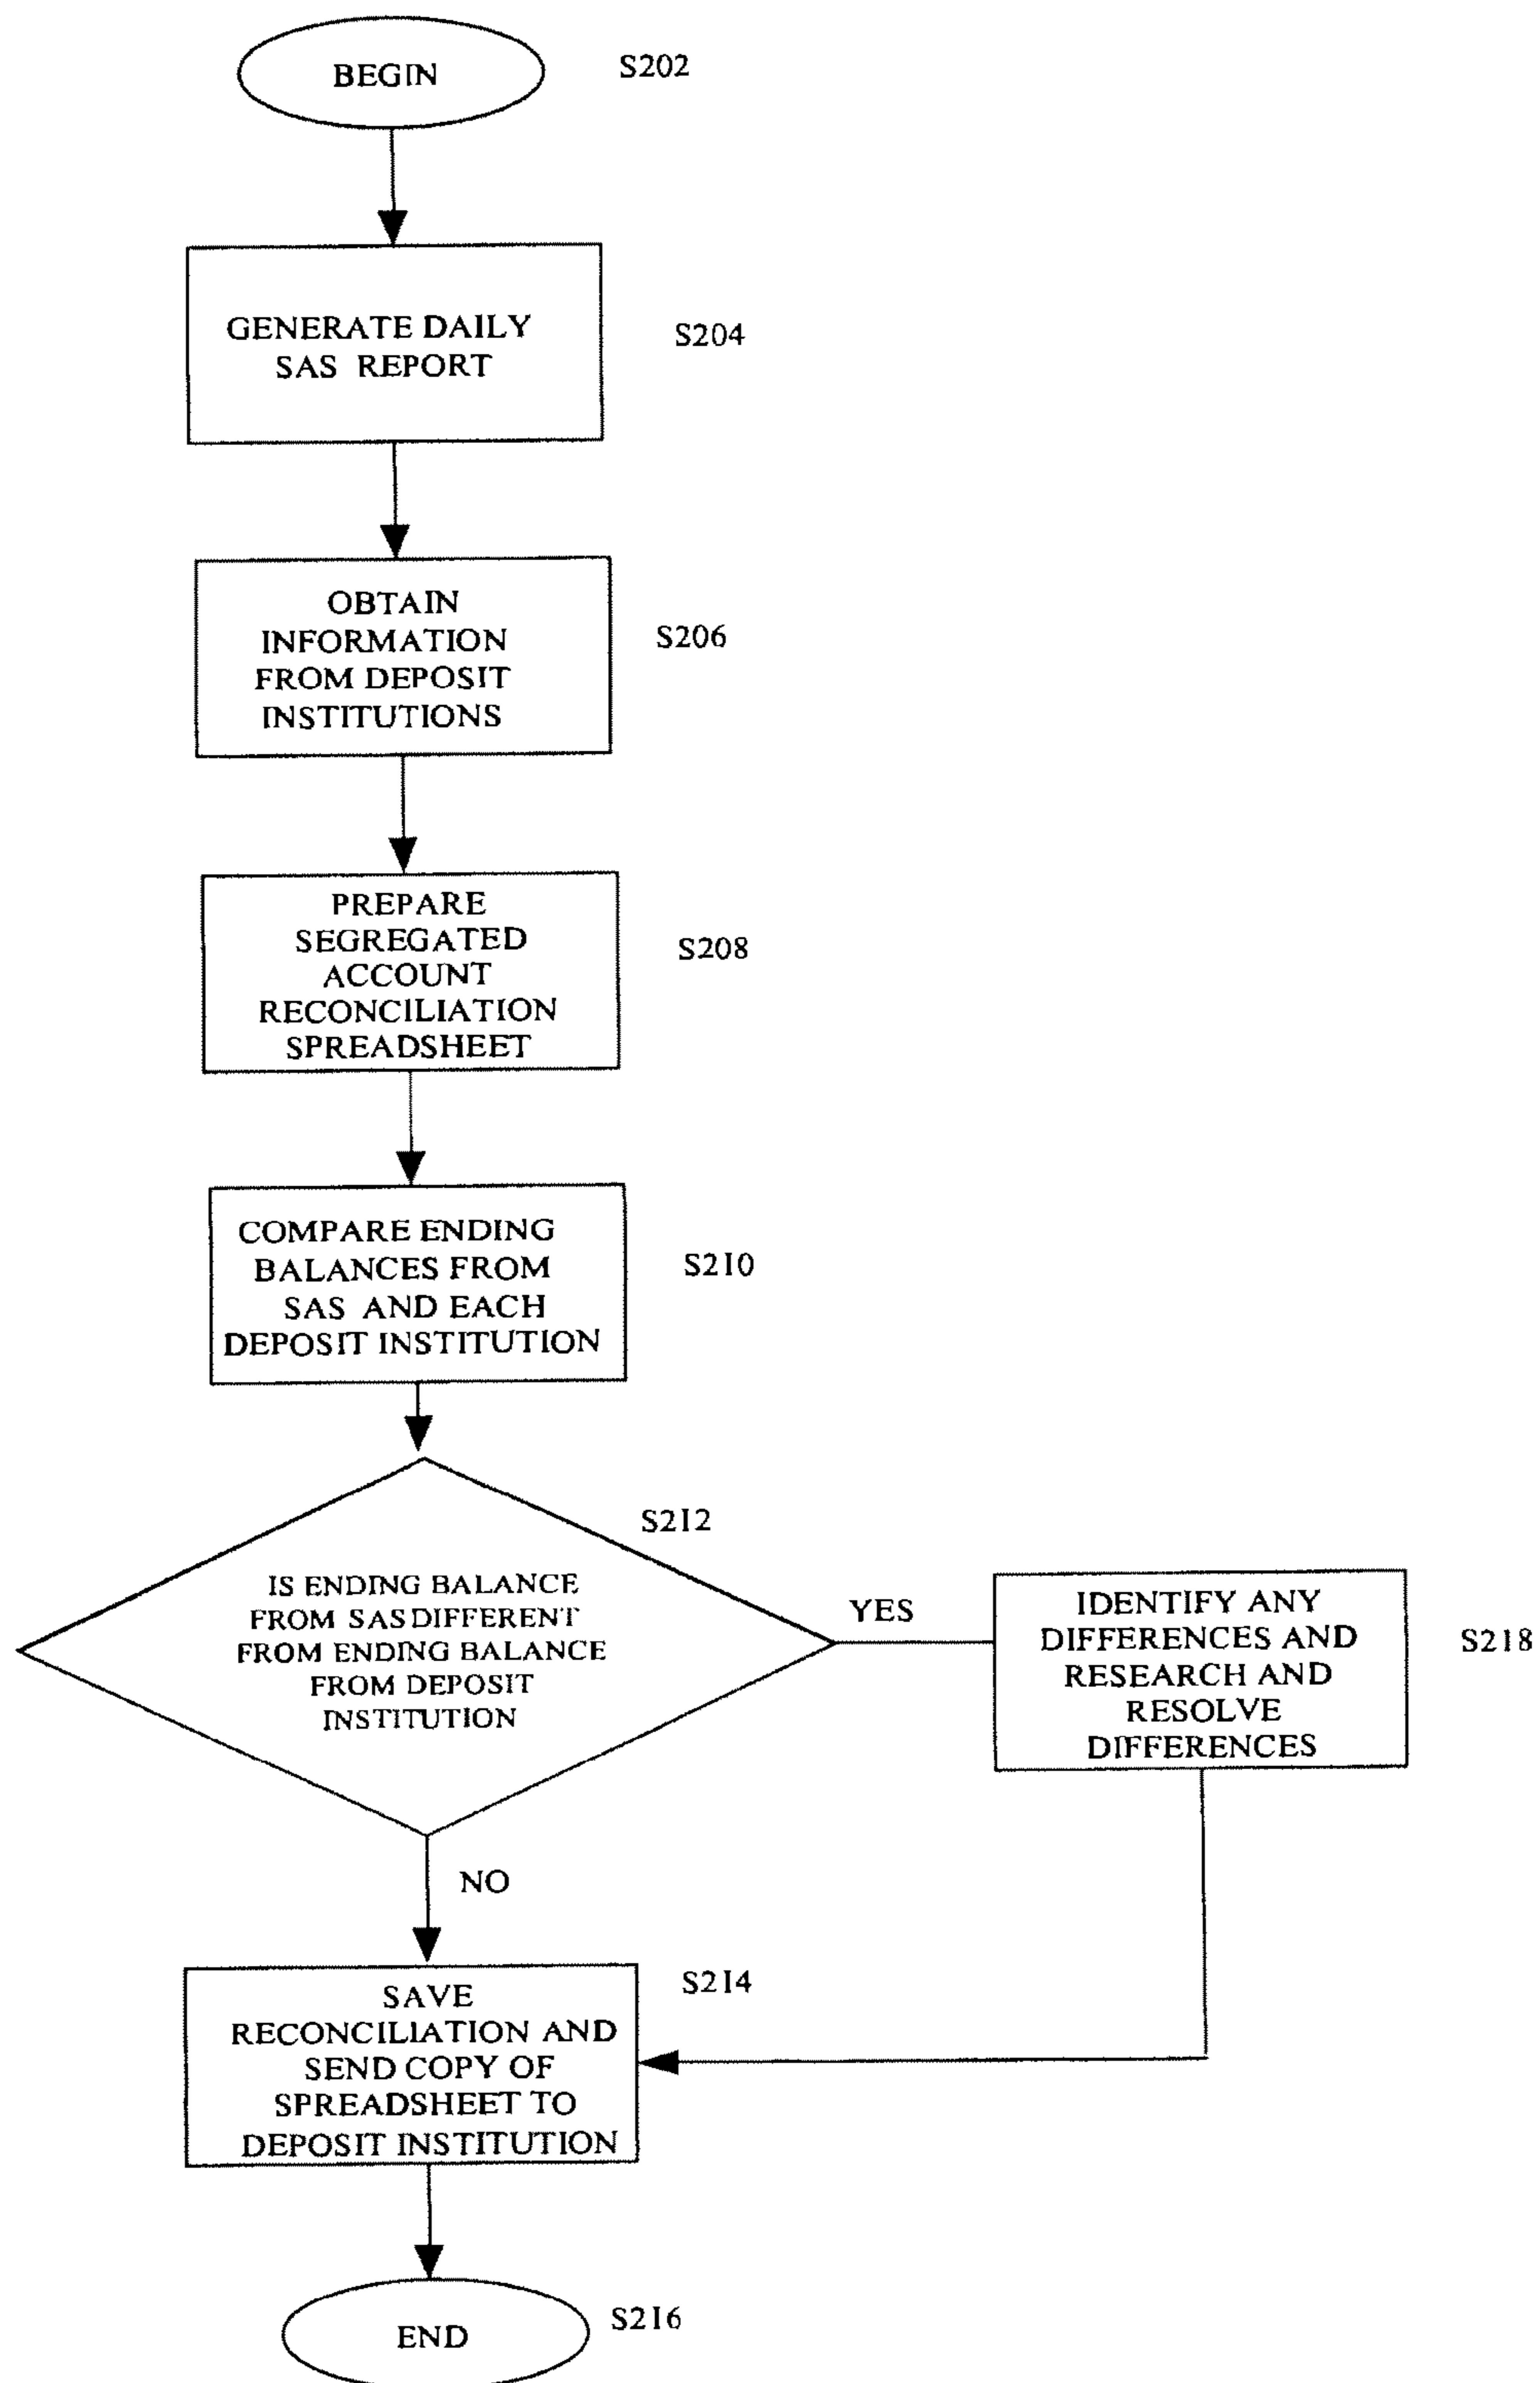 BEGIN
S202
GENERATE DAILY
SAS REPORT
S204
OBTAIN
INFORMATION
FROM DEPOSIT
INSTITUTIONS
S206
PREPARE
SEGREGATED
ACCOUNT
RECONCILIATION
SPREADSHEET
S208
COMPARE ENDING
BALANCES FROM
SAS AND EACH
DEPOSIT INSTITUTION
S210
S212
IS ENDING BALANCE
FROM SAS DIFFERENT
FROM ENDING BALANCE
FROM DEPOSIT
INSTITUTION
YES
IDENTIFY ANY
DIFFERENCES AND
RESEARCH AND
RESOLVE
DIFFERENCES
S218
NO
SAVE
RECONCILIATION AND
SEND COPY OF
SPREADSHEET TO
DEPOSIT INSTITUTION
S214
END
S216